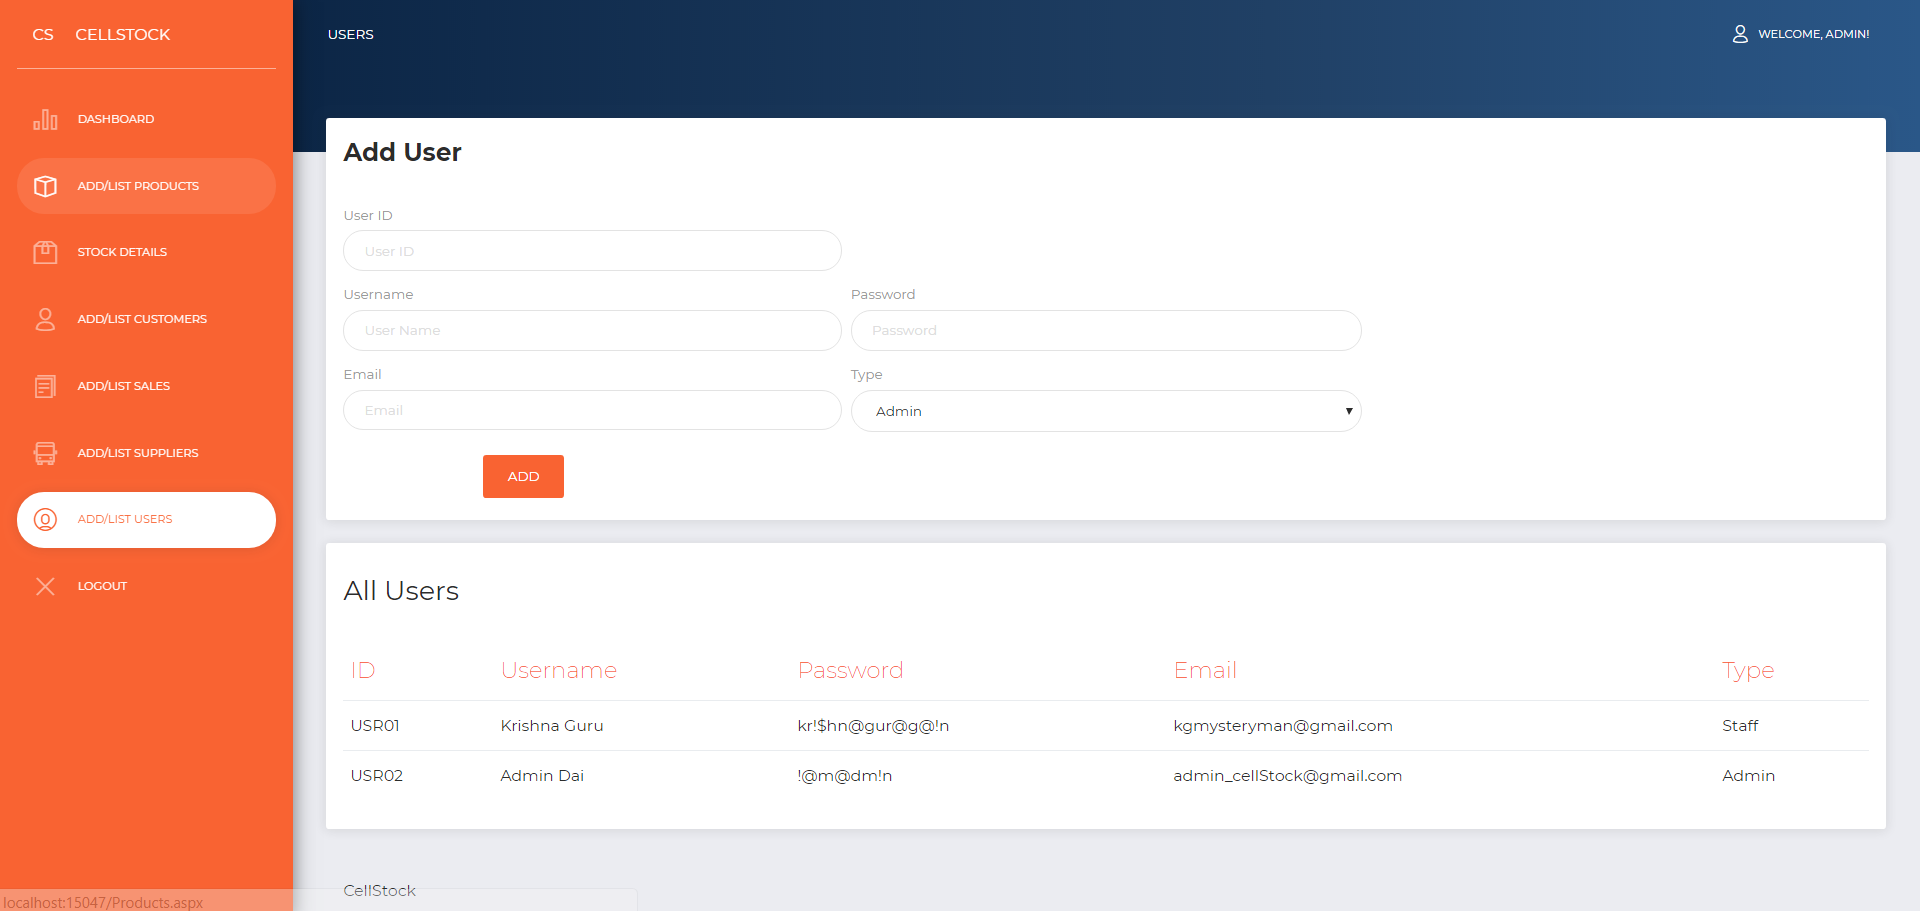 CS CELLSTOCK
DASHBOARD
ADD/LIST PRODUCTS
STOCK DETAILS
ADD/LIST CUSTOMERS
ADD/LIST SALES
ADD/LIST SUPPLIERS
ADD/LIST USERS
LOGOUT
USERS
WELCOME, ADMIN!
Add User
User ID
User ID
Username Password
User Name Password
Email Type
Email Admin
ADD
All Users
ID Username Password Email Type
USR01 Krishna Guru kr!$hn@gur@g@!n kgmysteryman@gmail.com Staff
USR02 Admin Dai !@m@dm!n admin_cellStock@gmail.com Admin
CellStock
localhost:15047/Products.aspx